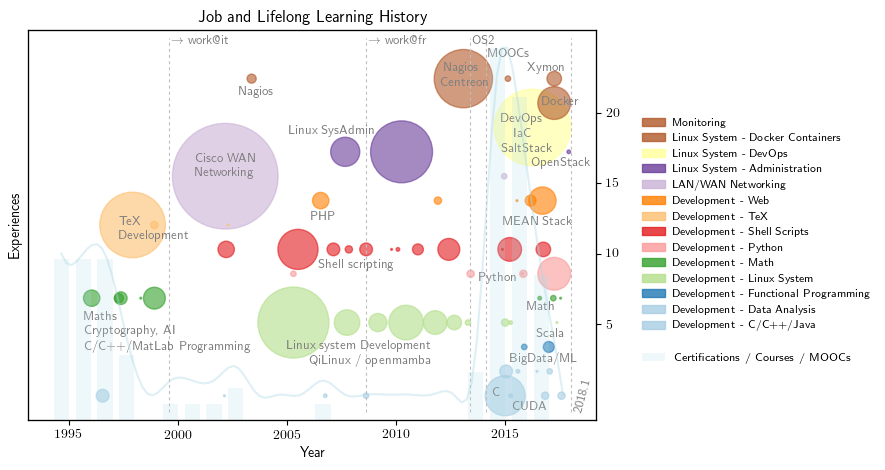 Job and Lifelong Learning History
→ work@it
→ work@fr
OS2
MOOCs
Nagios
Nagios
Centreon
Xymon
Docker
Linux SysAdmin
DevOps
IaC
SaltStack
OpenStack
Cisco WAN
Networking
TeX
Development
PHP
MEAN Stack
Shell scripting
Python
Maths
Cryptography, AI
C/C++/MatLab Programming
Linux system Development
QiLinux / openmamba
Math
Scala
BigData/ML
C
CUDA
2018.1
Experiences
20
15
10
5
1995
2000
2005
2010
2015
Year
Monitoring
Linux System - Docker Containers
Linux System - DevOps
Linux System - Administration
LAN/WAN Networking
Development - Web
Development - TeX
Development - Shell Scripts
Development - Python
Development - Math
Development - Linux System
Development - Functional Programming
Development - Data Analysis
Development - C/C++/Java
Certifications / Courses / MOOCs